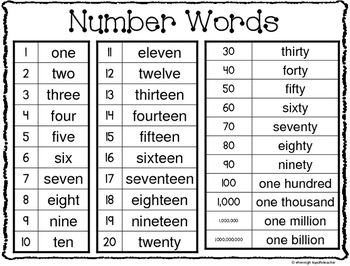 Number Words
1 one
2 two
3 three
4 four
5 five
6 six
7 seven
8 eight
9 nine
10 ten
11 eleven
12 twelve
13 thirteen
14 fourteen
15 fifteen
16 sixteen
17 seventeen
18 eighteen
19 nineteen
20 twenty
30 thirty
40 forty
50 fifty
60 sixty
70 seventy
80 eighty
90 ninety
100 one hundred
1,000 one thousand
1,000,000 one million
1,000,000,000 one billion